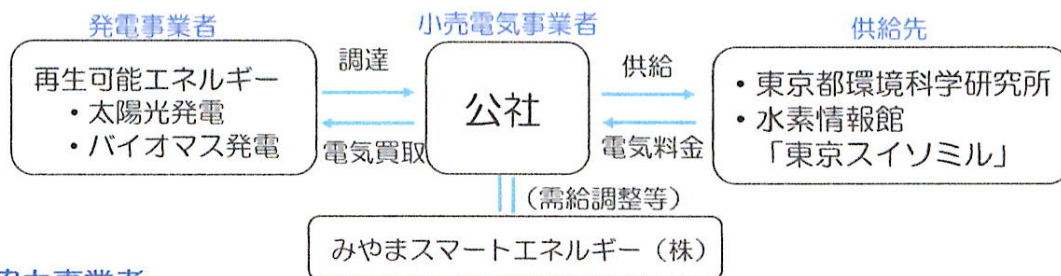 発電事業者
再生可能エネルギー
・太陽光発電
・バイオマス発電
調達
電気買取
小売電気事業者
公社
供給
電気料金
供給先
・東京都環境科学研究所
・水素情報館
「東京スイソミル」
(需給調整等)
みやまスマートエネルギー(株)